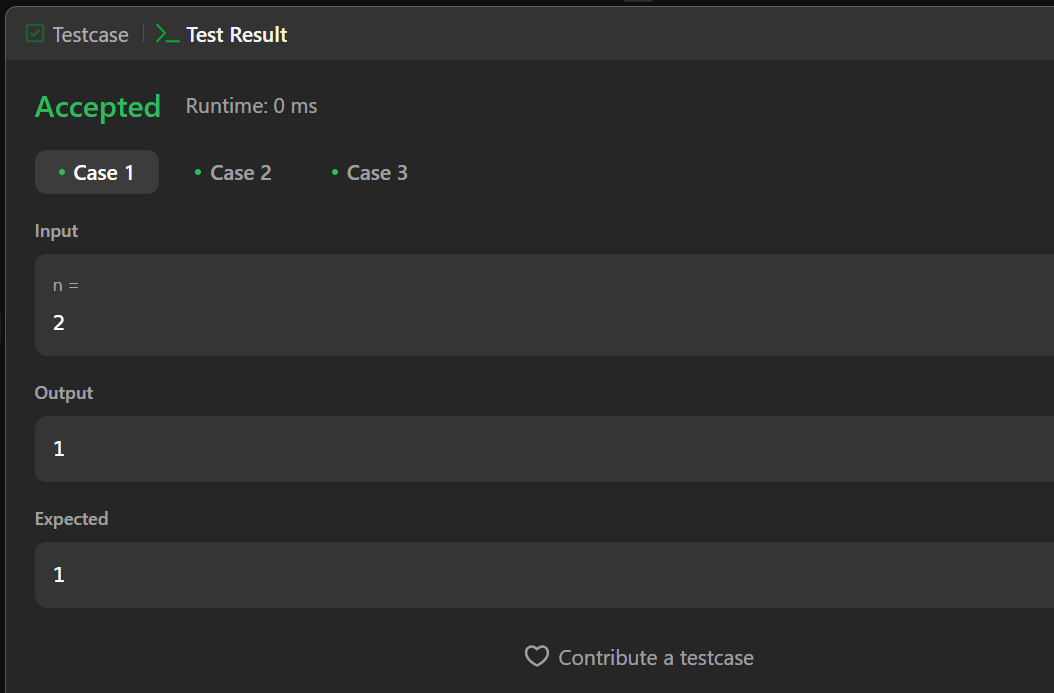 Testcase | Test Result
Accepted Runtime: 0 ms
Case 1 Case 2 Case 3
Input
n =
2
Output
1
Expected
1
Contribute a testcase